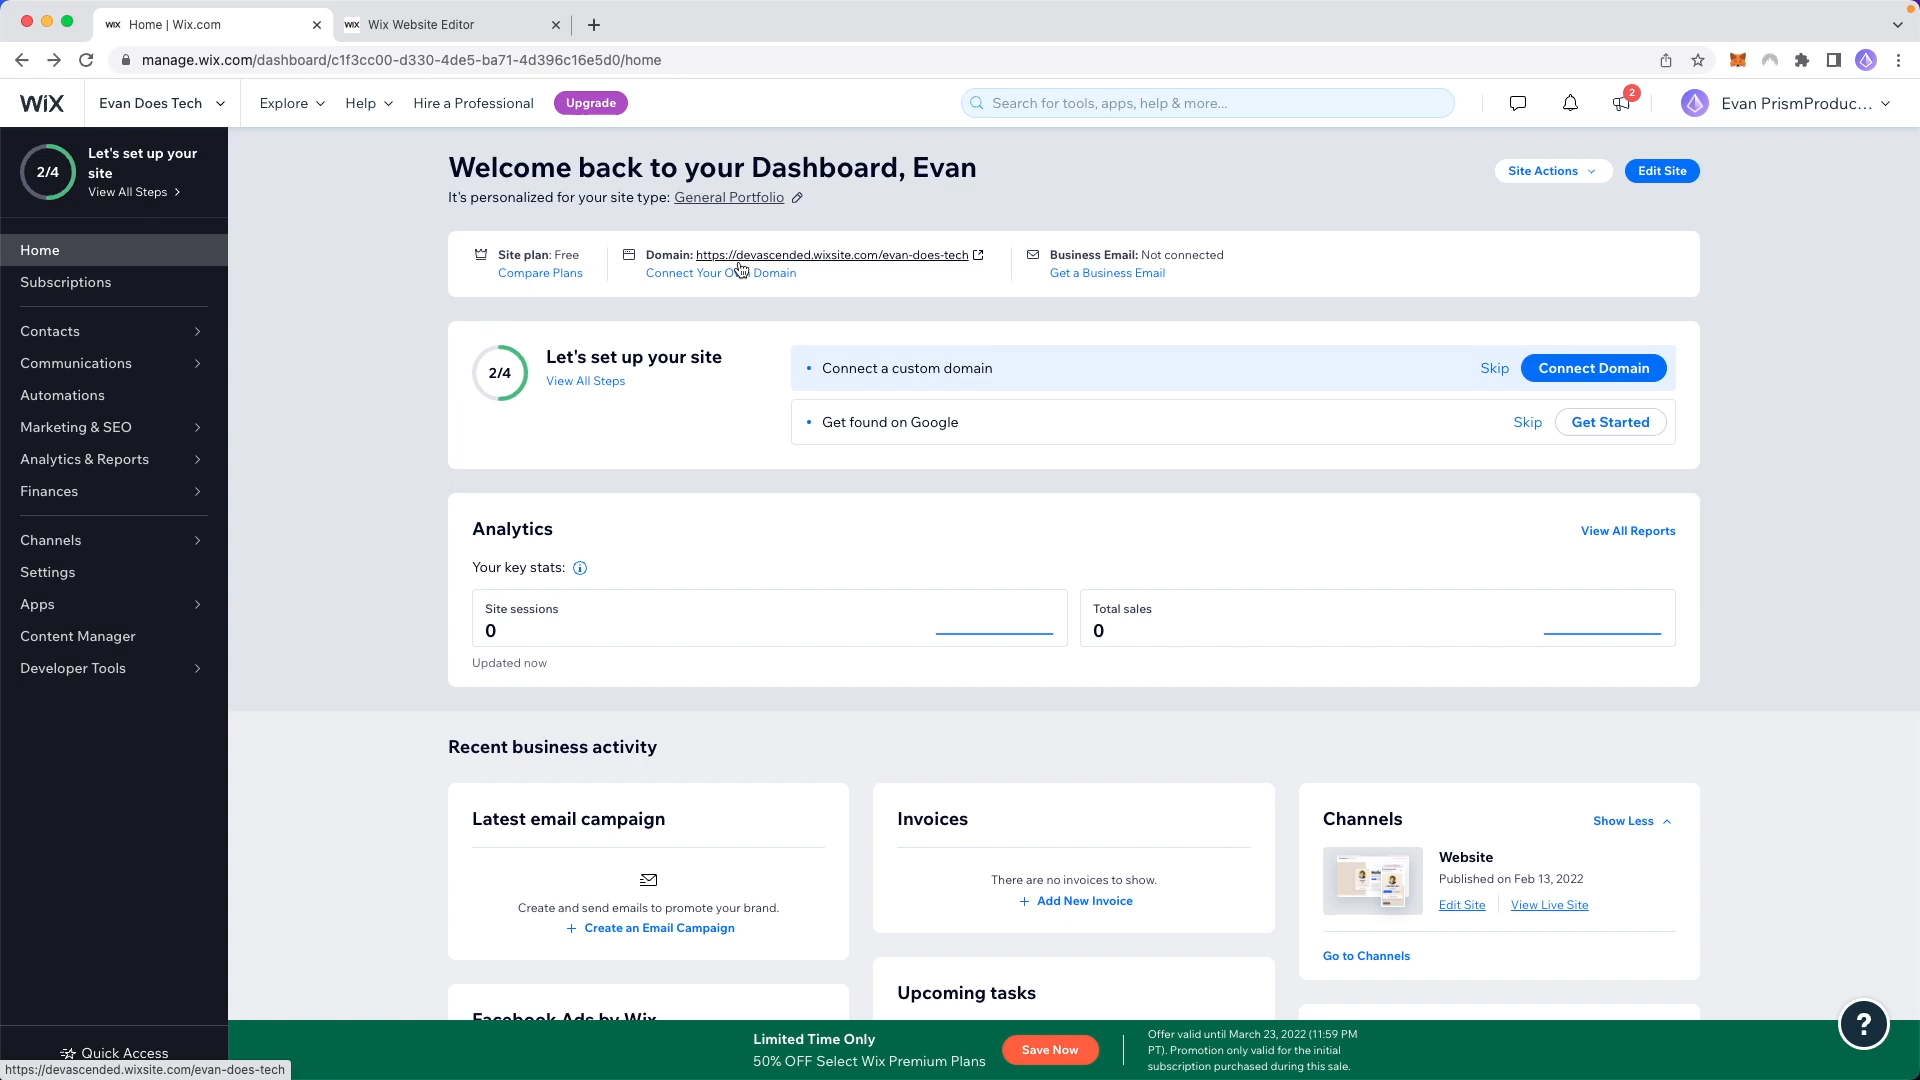 WiX Home | Wix.com
WiX Wix Website Editor
manage.wix.com/dashboard/c1f3cc00-d330-4de5-ba71-4d396c16e5d0/home
WiX
Evan Does Tech
Explore
Help
Hire a Professional
Upgrade
Search for tools, apps, help & more...
2
Evan PrismProduc...
2/4
Let's set up your
site
View All Steps
Home
Subscriptions
Contacts
Communications
Automations
Marketing & SEO
Analytics & Reports
Finances
Channels
Settings
Apps
Content Manager
Developer Tools
Quick Access
https://devascended.wixsite.com/evan-does-tech
Welcome back to your Dashboard, Evan
It's personalized for your site type: General Portfolio
Site Actions
Edit Site
Site plan: Free
Compare Plans
Domain: https://devascended.wixsite.com/evan-does-tech
Connect Your O Domain
Business Email: Not connected
Get a Business Email
2/4
Let's set up your site
View All Steps
Connect a custom domain
Skip
Connect Domain
Get found on Google
Skip
Get Started
Analytics
View All Reports
Your key stats:
Site sessions
0
Total sales
0
Updated now
Recent business activity
Latest email campaign
Create and send emails to promote your brand.
+ Create an Email Campaign
Invoices
There are no invoices to show.
+ Add New Invoice
Channels
Show Less
Website
Published on Feb 13, 2022
Edit Site
View Live Site
Go to Channels
Facebook Ads by Wix
Upcoming tasks
Limited Time Only
50% OFF Select Wix Premium Plans
Save Now
Offer valid until March 23, 2022 (11:59 PM
PT). Promotion only valid for the initial
subscription purchased during this sale.
?